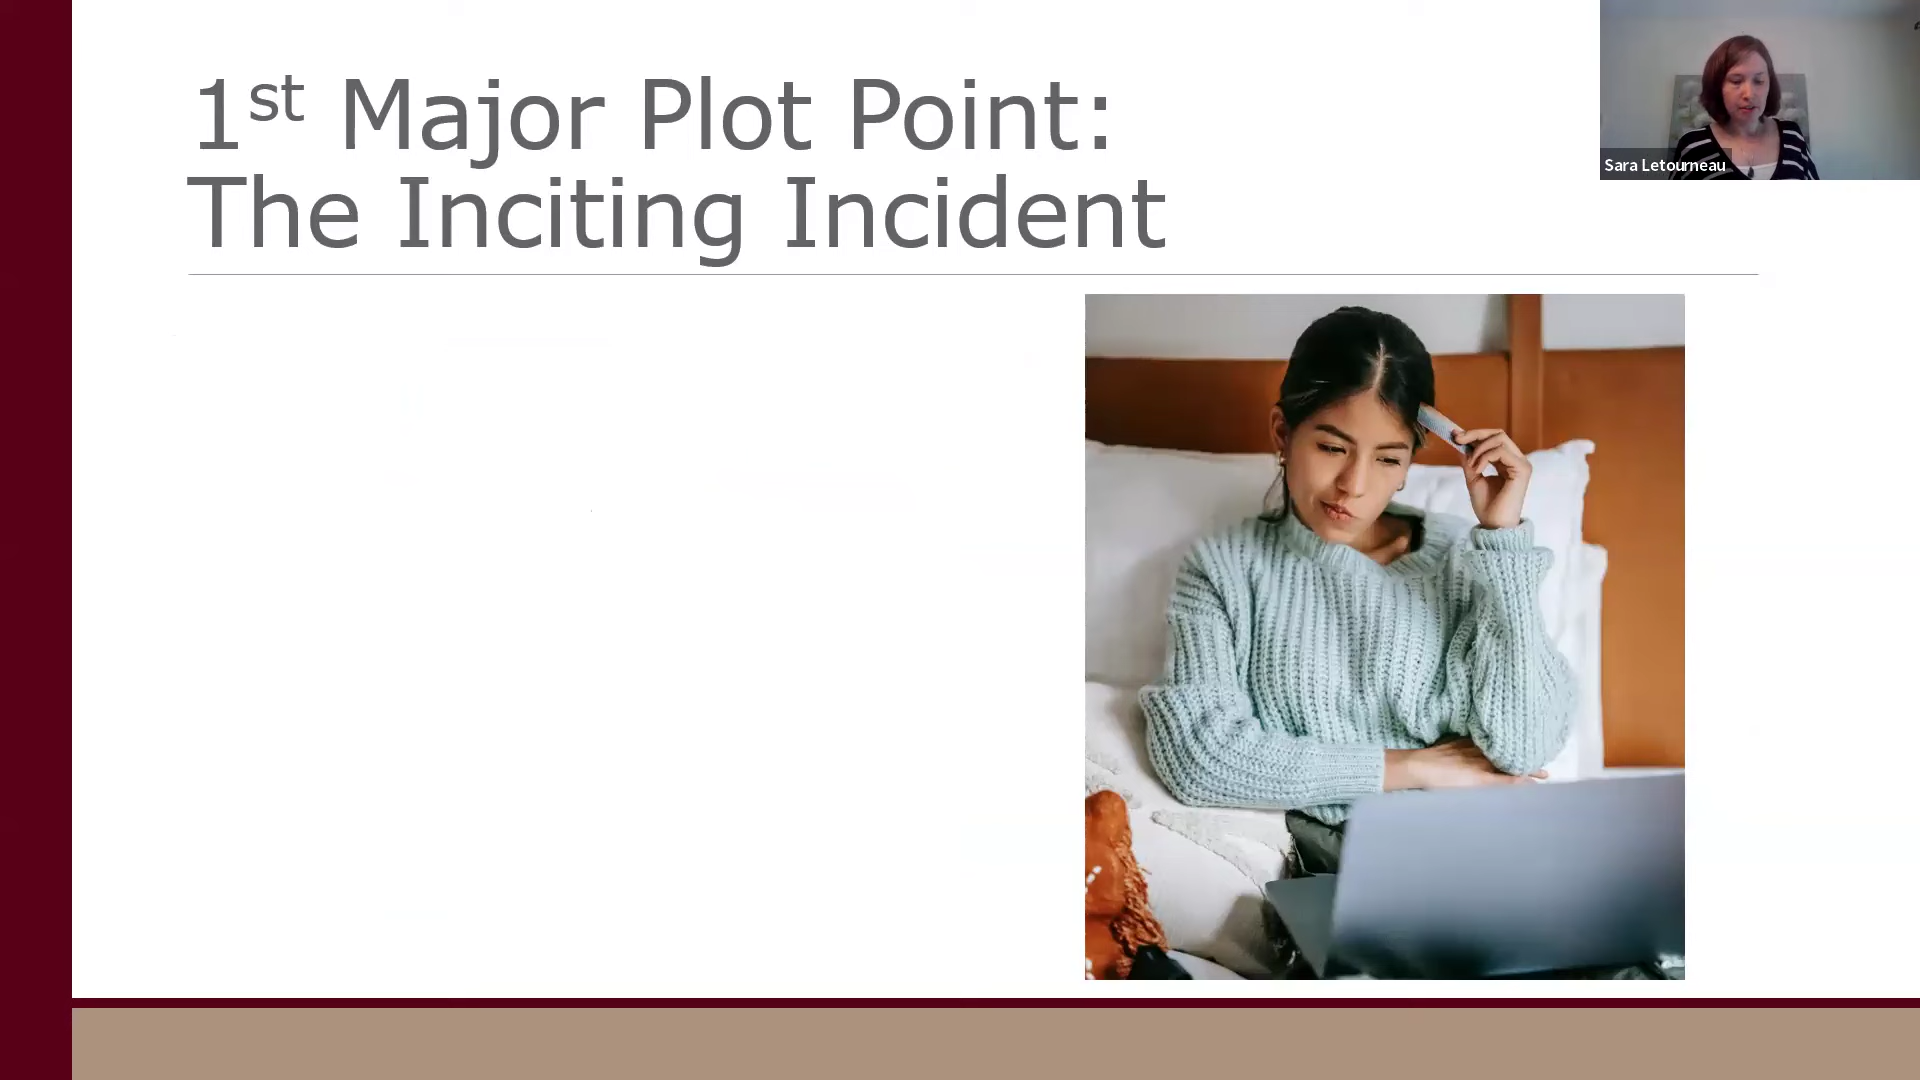 1st Major Plot Point:
The Inciting Incident
Sara Letourneau